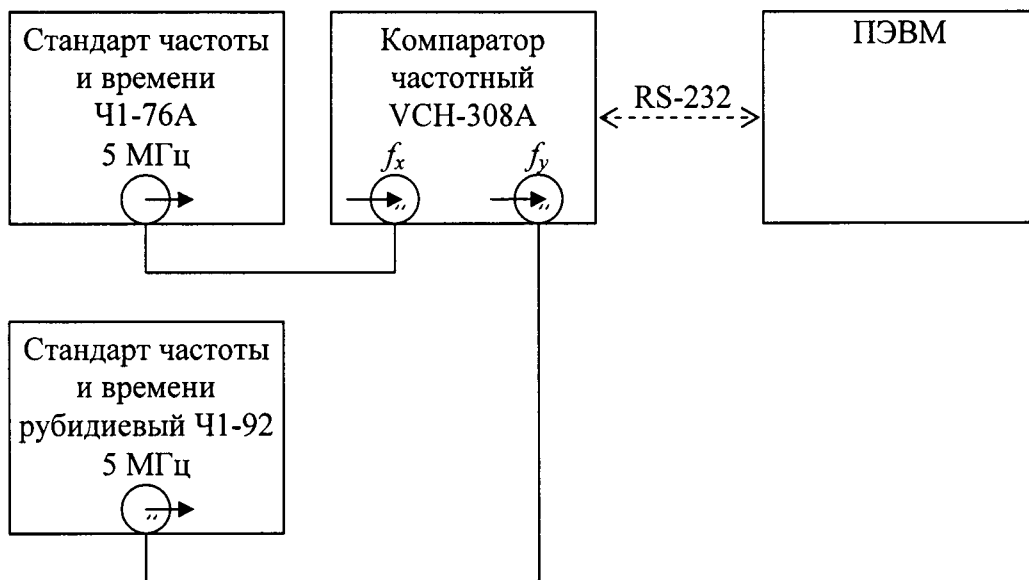 Стандарт частоты
и времени
Ч1-76А
5 МГц
Компаратор
частотный
VCH-308A
fx
fy
RS-232
ПЭВМ
Стандарт частоты
и времени
рубидиевый Ч1-92
5 МГц